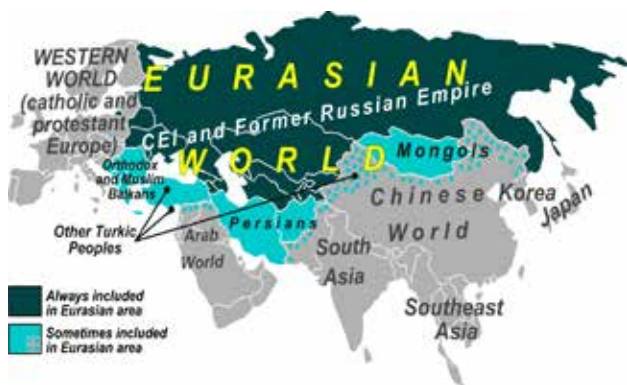 WESTERN
WORLD
(catholic and
protestant
Europe)
EURASIAN
CEI and Former Russian Empire
WORLD
Orthodox
and Muslim
Balkans
Mongols
Other Turkic
Peoples
Persians
Arab
World
Chinese
World
Korea
Japan
South
Asia
Southeast
Asia
Always included
in Eurasian area
Sometimes included
in Eurasian area